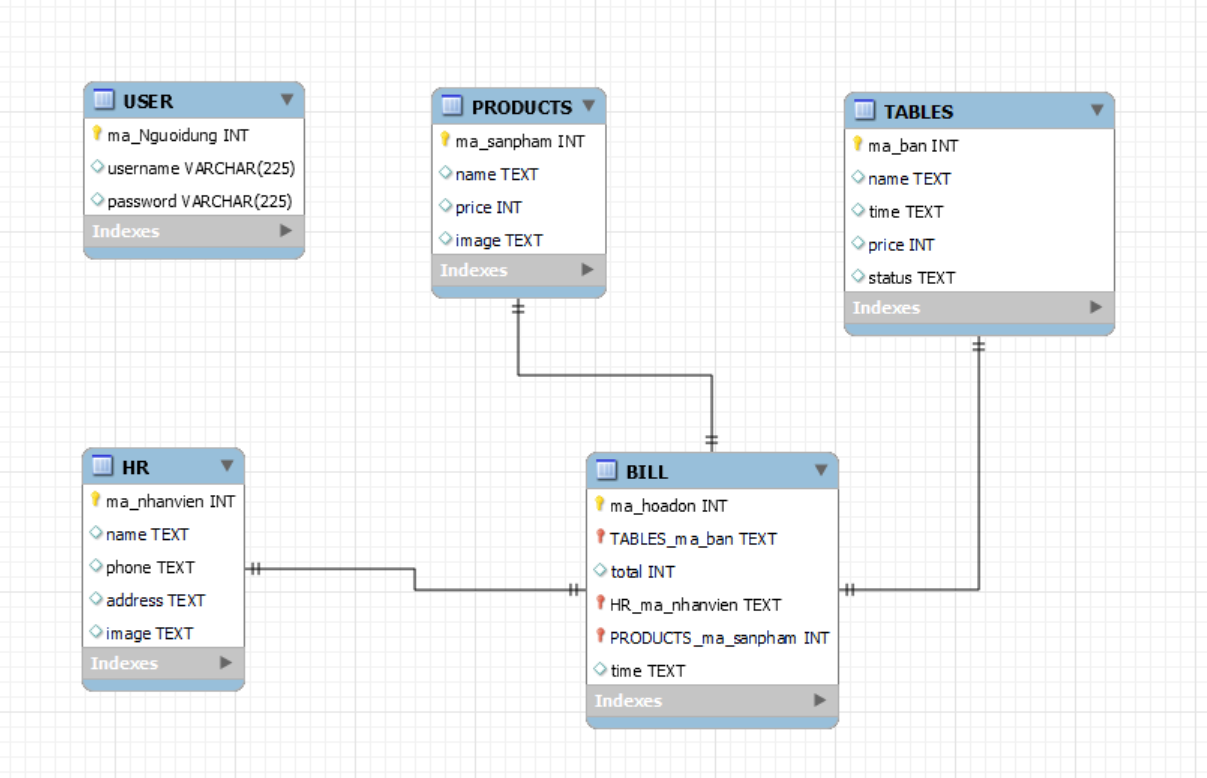 USER
ma_Nguoidung INT
username VARCHAR(225)
password VARCHAR(225)
Indexes
PRODUCTS
ma_sanpham INT
name TEXT
price INT
image TEXT
Indexes
TABLES
ma_ban INT
name TEXT
time TEXT
price INT
status TEXT
Indexes
HR
ma_nhanvien INT
name TEXT
phone TEXT
address TEXT
image TEXT
Indexes
BILL
ma_hoadon INT
TABLES_ma_ban TEXT
total INT
HR_ma_nhanvien TEXT
PRODUCTS_ma_sanpham INT
time TEXT
Indexes